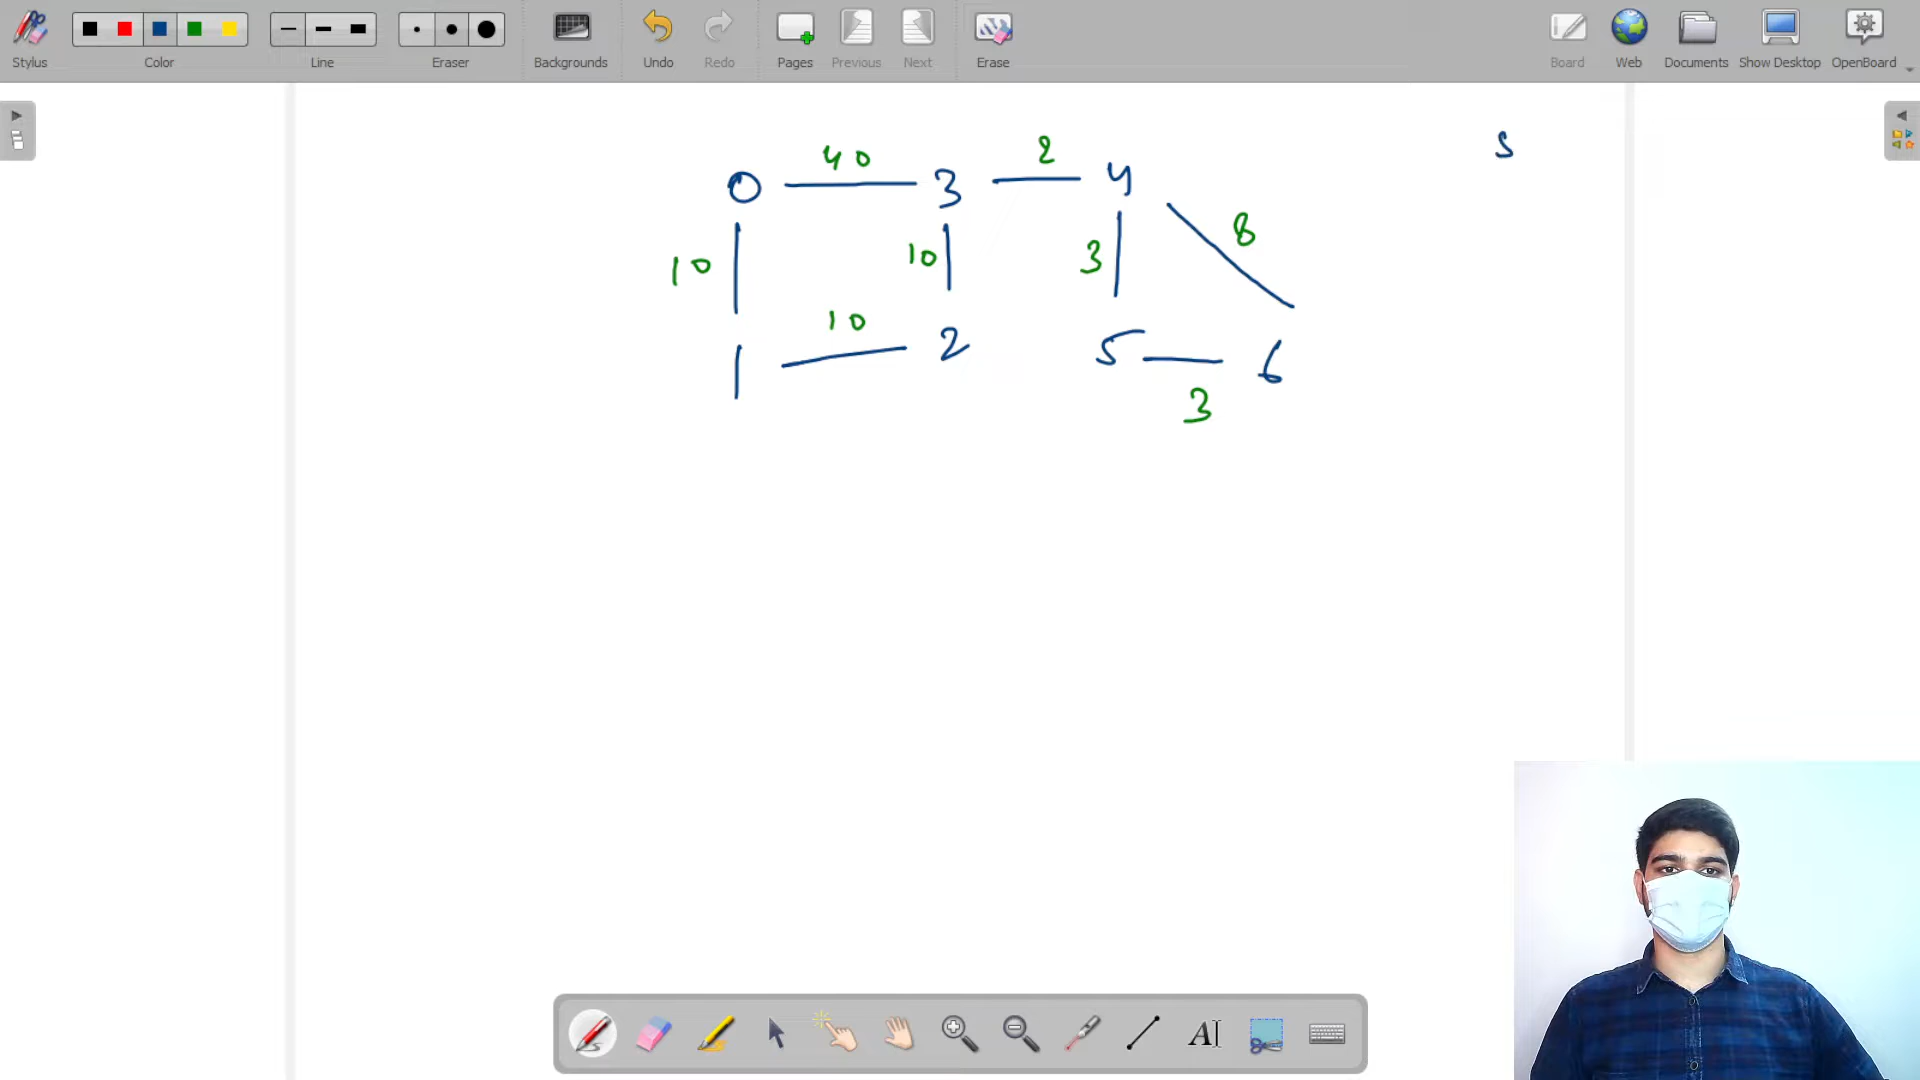 Stylus Color Line Eraser Backgrounds Undo Redo Pages Previous Next Erase Board Web Documents Show Desktop OpenBoard
40 2 s
0 3 4
8
10 10 3
10
1 2 5 6
3
AI